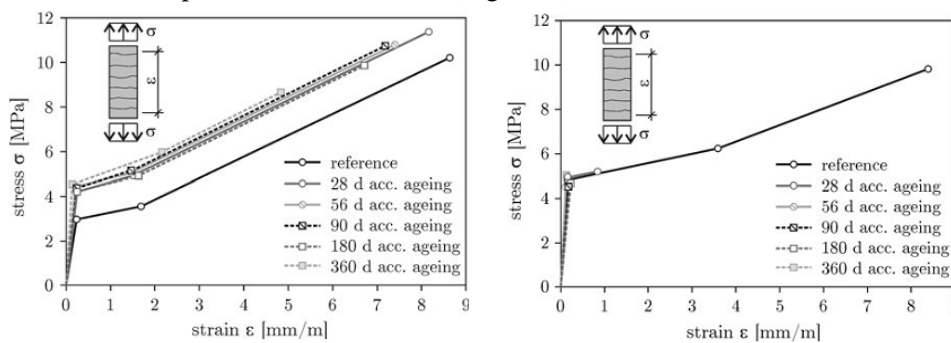 12
10
8
6
4
2
0
stress σ [MPa]
σ
ε
σ
reference
28 d acc. ageing
56 d acc. ageing
90 d acc. ageing
180 d acc. ageing
360 d acc. ageing
0 1 2 3 4 5 6 7 8 9
strain ε [mm/m]
12
10
8
6
4
2
0
stress σ [MPa]
σ
ε
σ
reference
28 d acc. ageing
56 d acc. ageing
90 d acc. ageing
180 d acc. ageing
360 d acc. ageing
0 1 2 3 4 5 6 7 8
strain ε [mm/m]